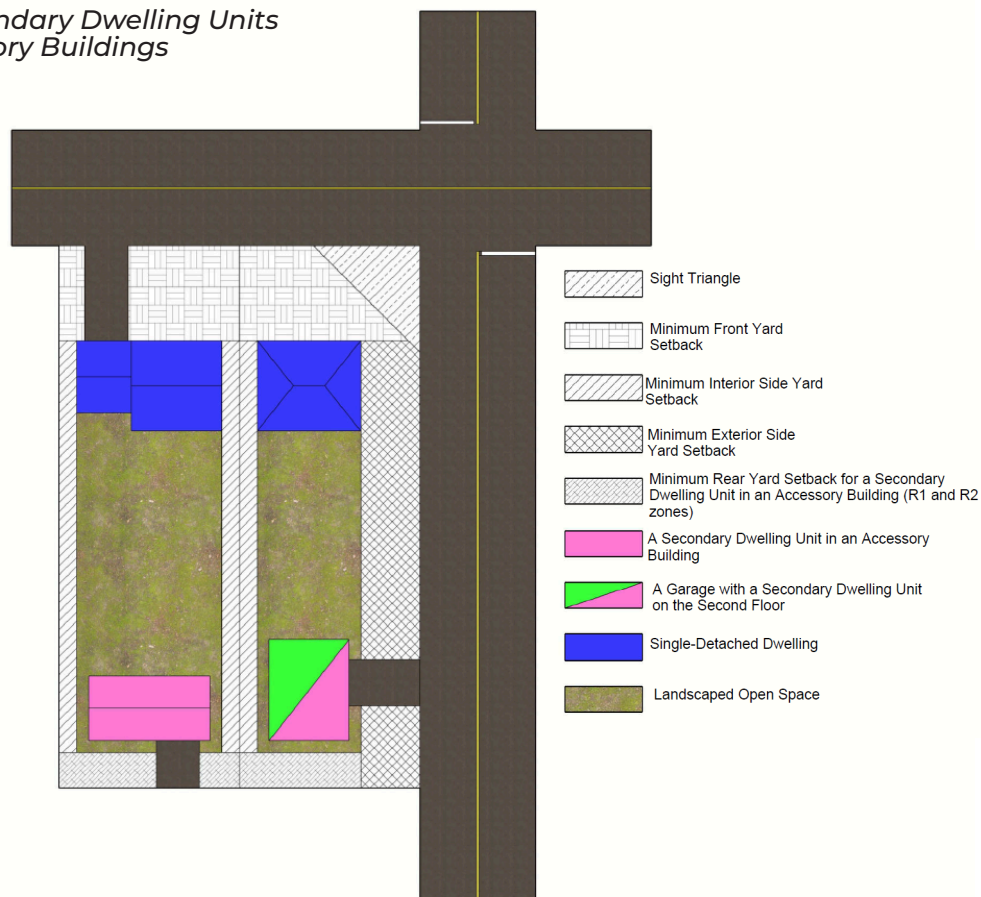 ndary Dwelling Units
ory Buildings
Sight Triangle
Minimum Front Yard
Setback
Minimum Interior Side Yard
Setback
Minimum Exterior Side
Yard Setback
Minimum Rear Yard Setback for a Secondary
Dwelling Unit in an Accessory Building (R1 and R2
zones)
A Secondary Dwelling Unit in an Accessory
Building
A Garage with a Secondary Dwelling Unit
on the Second Floor
Single-Detached Dwelling
Landscaped Open Space